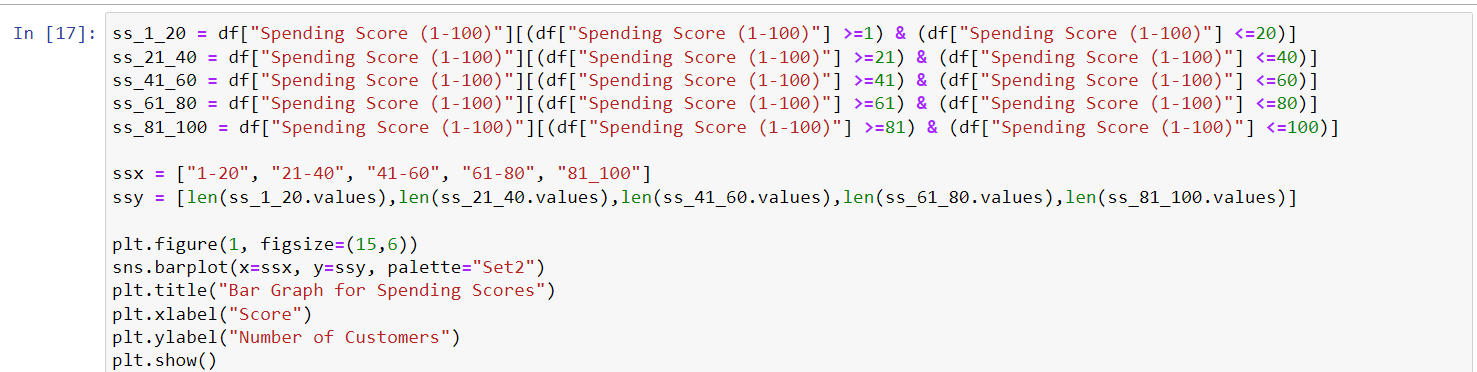 In [17]: ss_1_20 = df["Spending Score (1-100)"][(df["Spending Score (1-100)"] >=1) & (df["Spending Score (1-100)"] <=20)]
ss_21_40 = df["Spending Score (1-100)"][(df["Spending Score (1-100)"] >=21) & (df["Spending Score (1-100)"] <=40)]
ss_41_60 = df["Spending Score (1-100)"][(df["Spending Score (1-100)"] >=41) & (df["Spending Score (1-100)"] <=60)]
ss_61_80 = df["Spending Score (1-100)"][(df["Spending Score (1-100)"] >=61) & (df["Spending Score (1-100)"] <=80)]
ss_81_100 = df["Spending Score (1-100)"][(df["Spending Score (1-100)"] >=81) & (df["Spending Score (1-100)"] <=100)]
ssx = ["1-20", "21-40", "41-60", "61-80", "81_100"]
ssy = [len(ss_1_20.values),len(ss_21_40.values),len(ss_41_60.values),len(ss_61_80.values),len(ss_81_100.values)]
plt.figure(1, figsize=(15,6))
sns.barplot(x=ssx, y=ssy, palette="Set2")
plt.title("Bar Graph for Spending Scores")
plt.xlabel("Score")
plt.ylabel("Number of Customers")
plt.show()